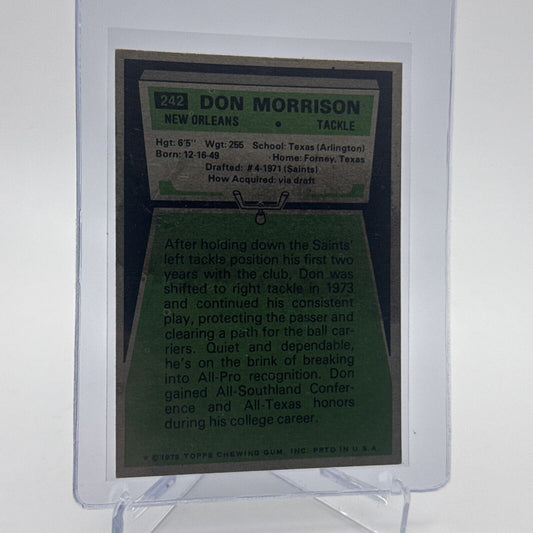 242 DON MORRISON
NEW ORLEANS • TACKLE
Hgt: 6'5" Wgt: 255 School: Texas (Arlington)
Born: 12-16-49 Home: Forney, Texas
Drafted: #4-1971 (Saints)
How Acquired: via draft
After holding down the Saints'
left tackle position his first two
years with the club, Don was
shifted to right tackle in 1973
and continued his consistent
play, protecting the passer and
clearing a path for the ball car-
riers. Quiet and dependable,
he's on the brink of breaking
into All-Pro recognition. Don
gained All-Southland Confer-
ence and All-Texas honors
during his college career.
★ © 1975 TOPPS CHEWING GUM, INC. PRTD IN U.S.A.